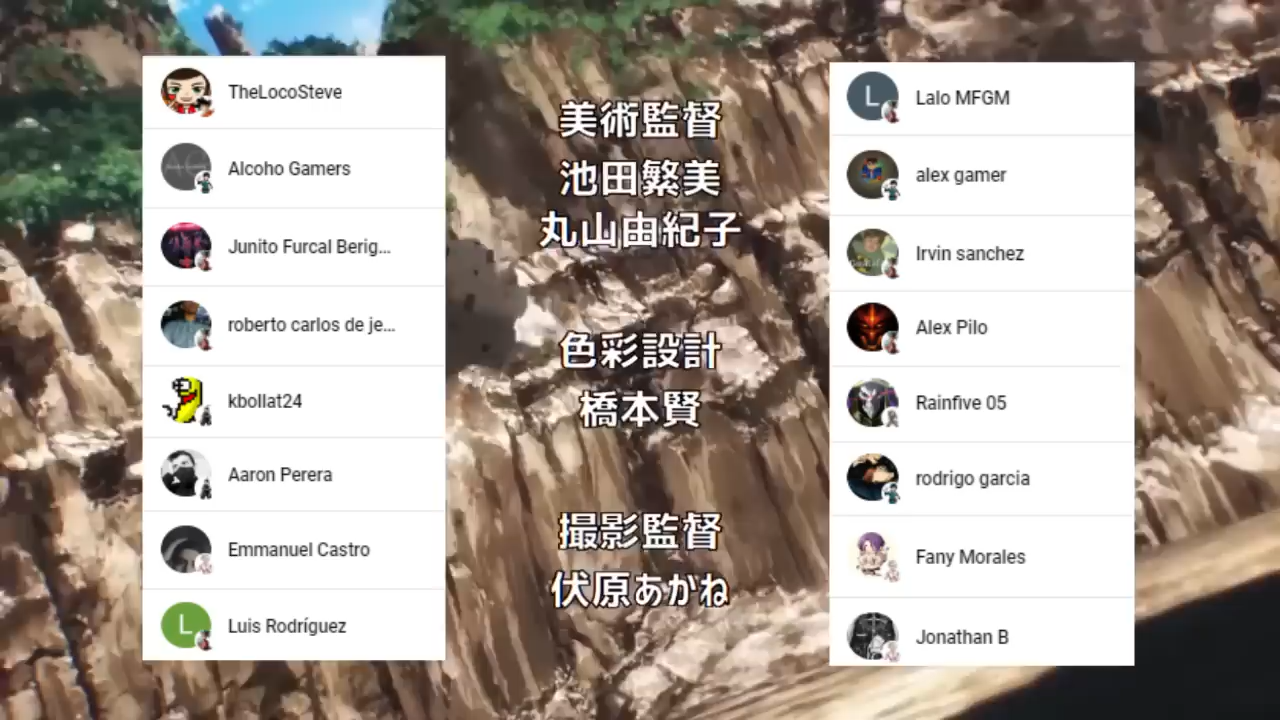 TheLocoSteve
Alcoho Gamers
Junito Furcal Berig...
roberto carlos de je...
kbollat24
Aaron Perera
Emmanuel Castro
L
Luis Rodríguez
美術監督
池田繁美
丸山由紀子
色彩設計
橋本賢
撮影監督
伏原あかね
L
Lalo MFGM
alex gamer
Irvin sanchez
Alex Pilo
Rainfive 05
rodrigo garcia
Fany Morales
Jonathan B